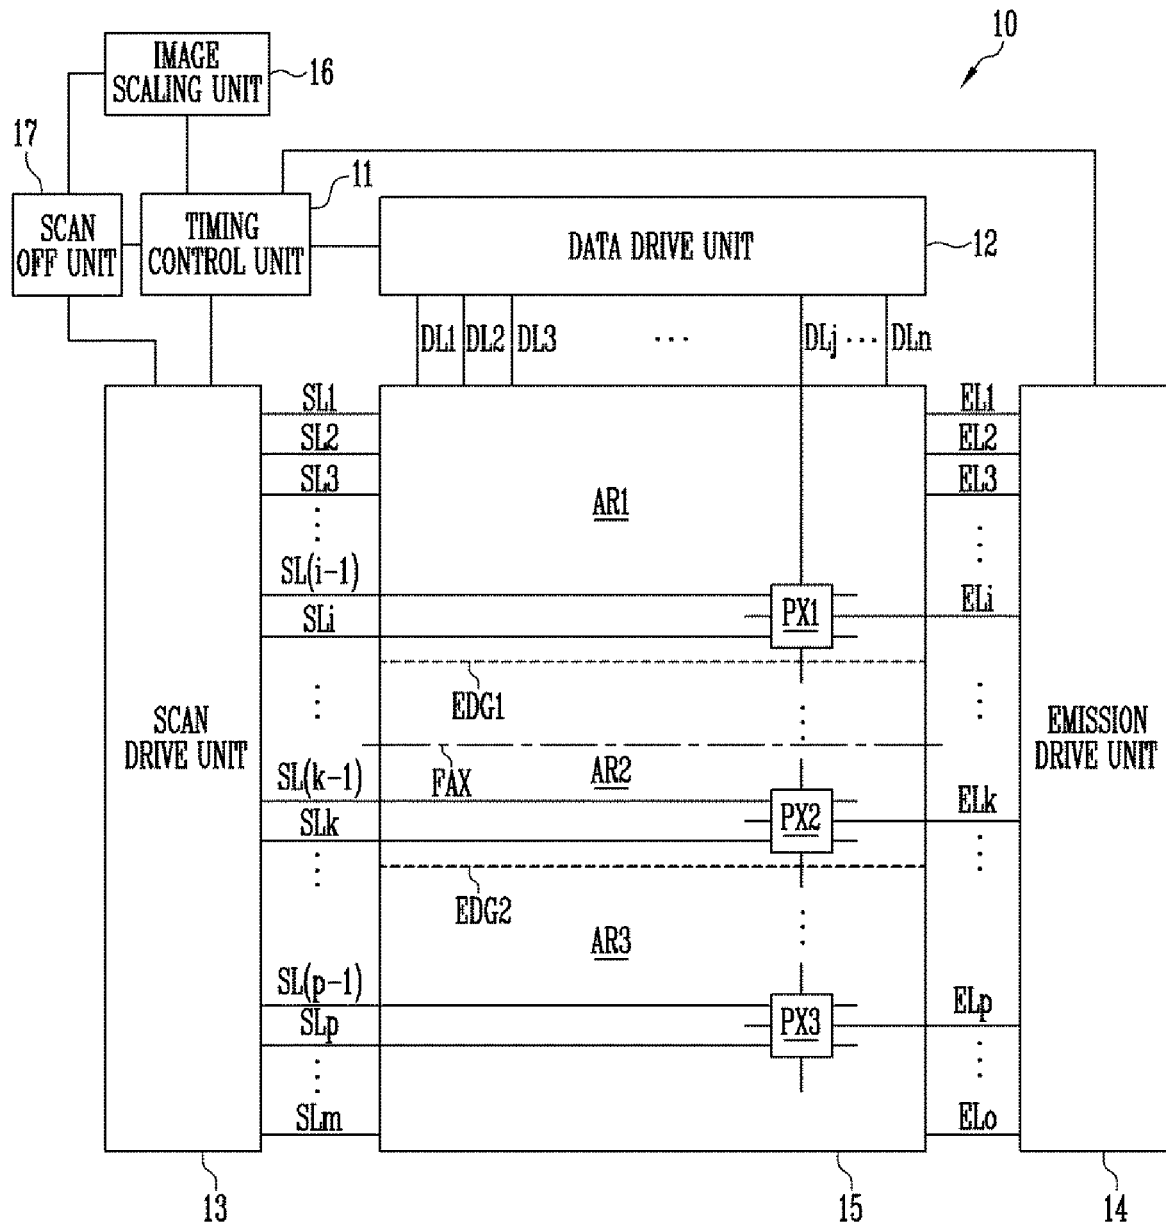 10
IMAGE
SCALING UNIT
16
17
11
SCAN
OFF UNIT
TIMING
CONTROL UNIT
DATA DRIVE UNIT
12
DL1 DL2 DL3 ... DLj ... DLn
SL1
EL1
SL2
EL2
SL3
EL3
AR1
SL(i-1)
PX1
ELi
SLi
EDG1
SCAN
DRIVE UNIT
EMISSION
DRIVE UNIT
FAX
AR2
SL(k-1)
PX2
ELk
SLk
EDG2
AR3
SL(p-1)
PX3
ELp
SLp
SLm
ELo
13
15
14